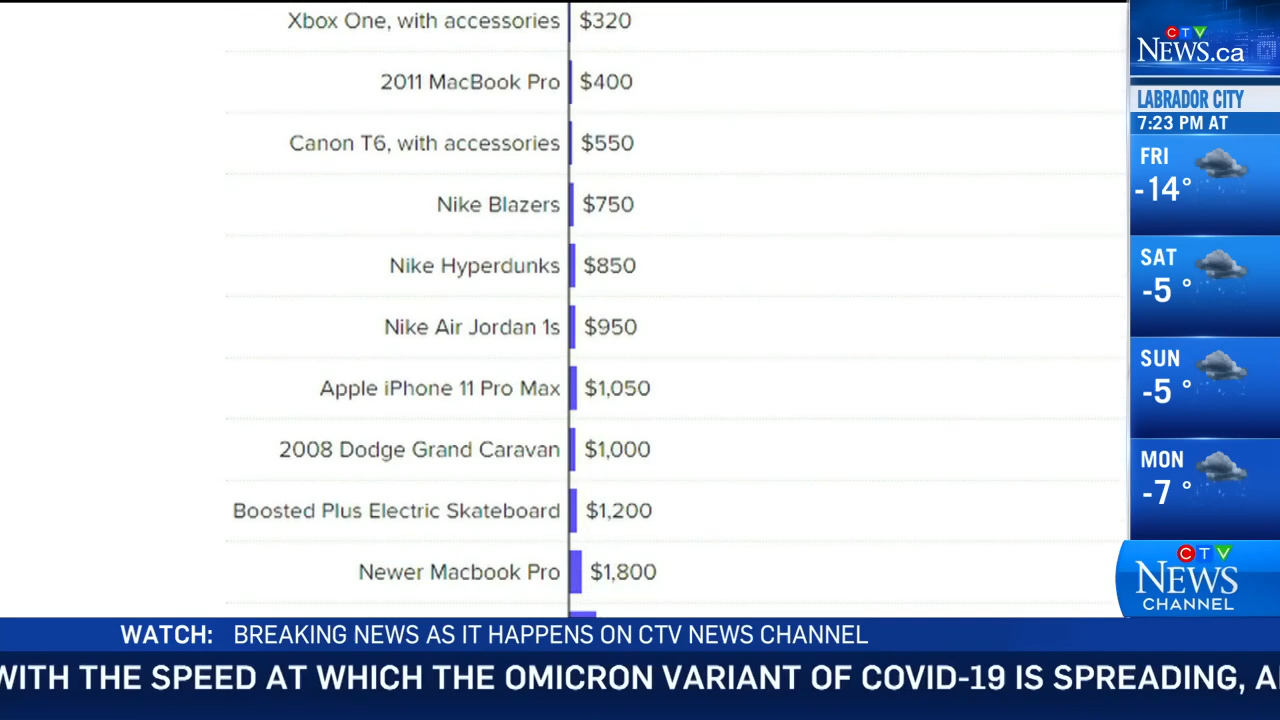 Xbox One, with accessories $320
2011 MacBook Pro $400
Canon T6, with accessories $550
Nike Blazers $750
Nike Hyperdunks $850
Nike Air Jordan 1s $950
Apple iPhone 11 Pro Max $1,050
2008 Dodge Grand Caravan $1,000
Boosted Plus Electric Skateboard $1,200
Newer Macbook Pro $1,800
CTV
NEWS.ca
LABRADOR CITY
7:23 PM AT
FRI
-14°
SAT
-5 °
SUN
-5 °
MON
-7 °
CTV
NEWS
CHANNEL
WATCH: BREAKING NEWS AS IT HAPPENS ON CTV NEWS CHANNEL
WITH THE SPEED AT WHICH THE OMICRON VARIANT OF COVID-19 IS SPREADING,